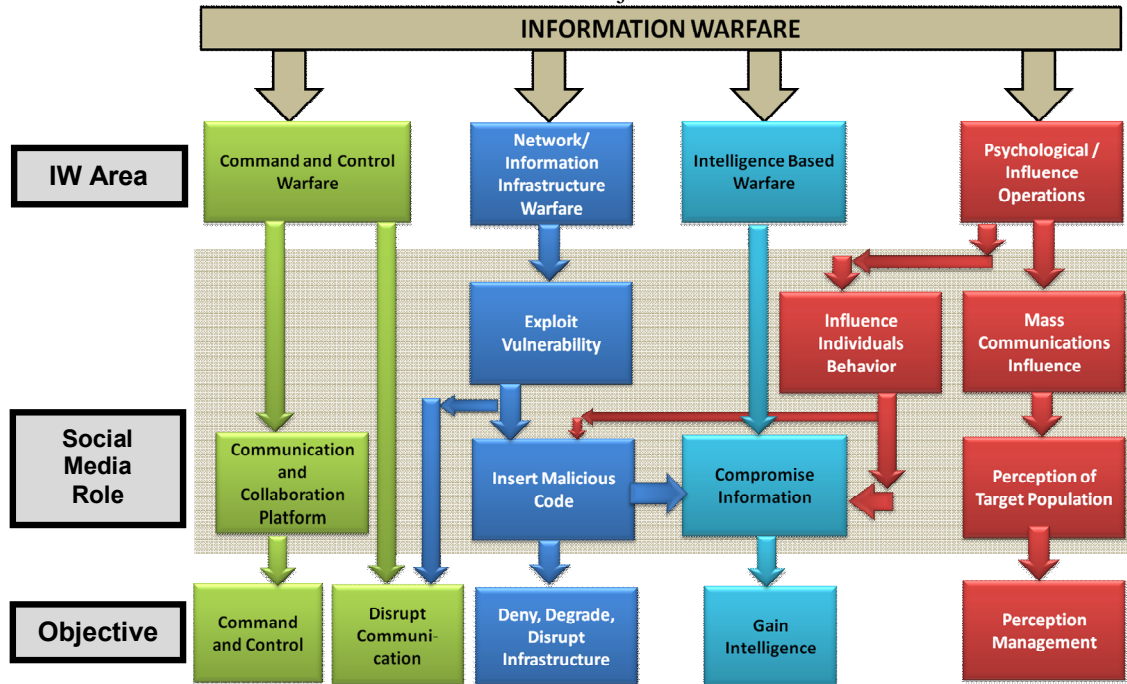 INFORMATION WARFARE
IW Area
Command and Control
Warfare
Network/
Information
Infrastructure
Warfare
Intelligence Based
Warfare
Psychological /
Influence
Operations
Social
Media
Role
Exploit
Vulnerability
Influence
Individuals
Behavior
Mass
Communications
Influence
Communication
and
Collaboration
Platform
Insert Malicious
Code
Compromise
Information
Perception of
Target Population
Objective
Command
and Control
Disrupt
Communi-
cation
Deny, Degrade,
Disrupt
Infrastructure
Gain
Intelligence
Perception
Management